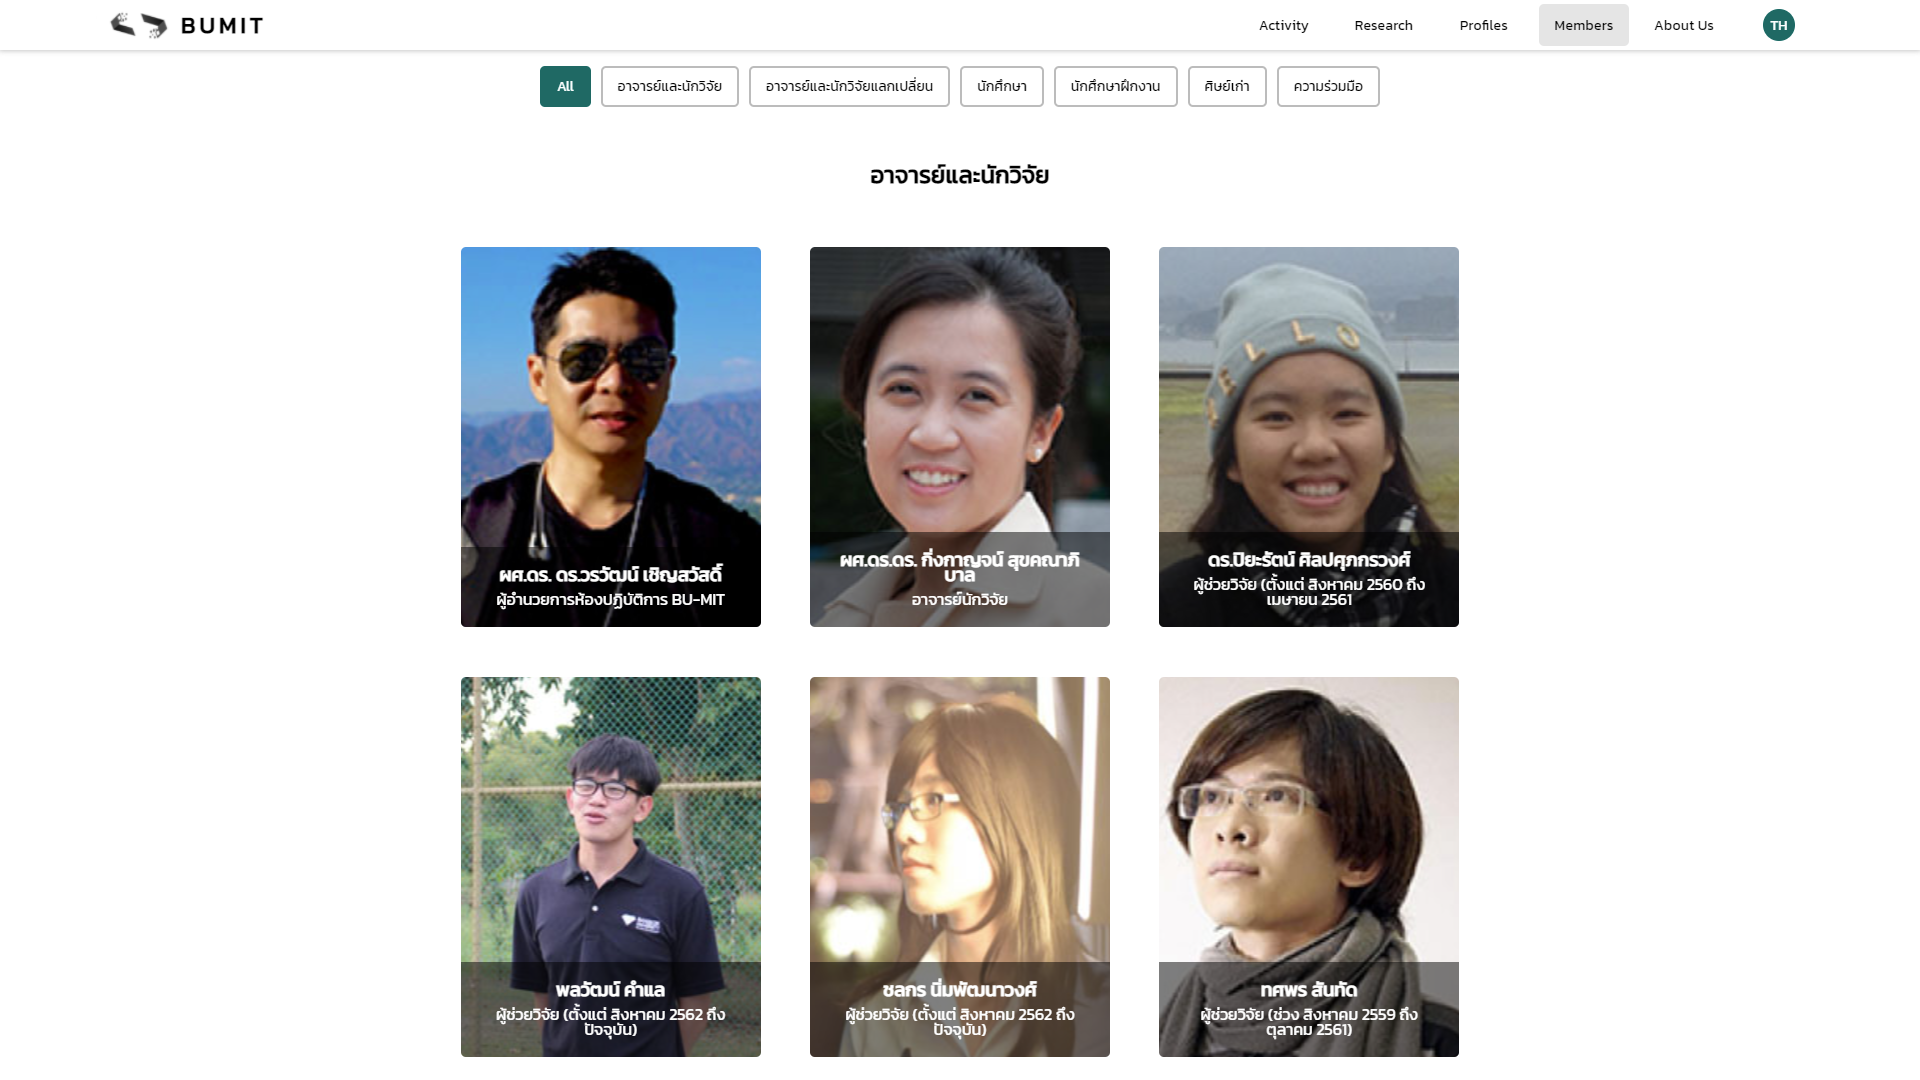 BUMIT
Activity
Research
Profiles
Members
About Us
TH
All
อาจารย์และนักวิจัย
อาจารย์และนักวิจัยแลกเปลี่ยน
นักศึกษา
นักศึกษาฝึกงาน
ศิษย์เก่า
ความร่วมมือ
อาจารย์และนักวิจัย
ผศ.ดร. ดร.วรวัฒน์ เชิญสวัสดิ์
ผู้อำนวยการห้องปฏิบัติการ BU-MIT
ผศ.ดร.ดร. กิ่งกาญจน์ สุขคณาภิ
บาล
อาจารย์นักวิจัย
ELLO
ดร.ปิยะรัตน์ ศิลปศุภกรวงศ์
ผู้ช่วยวิจัย (ตั้งแต่ สิงหาคม 2560 ถึง
เมษายน 2561
พลวัฒน์ คำแล
ผู้ช่วยวิจัย (ตั้งแต่ สิงหาคม 2562 ถึง
ปัจจุบัน)
ชลกร นิ่มพัฒนาวงศ์
ผู้ช่วยวิจัย (ตั้งแต่ สิงหาคม 2562 ถึง
ปัจจุบัน)
ทศพร สันทัด
ผู้ช่วยวิจัย (ช่วง สิงหาคม 2559 ถึง
ตุลาคม 2561)